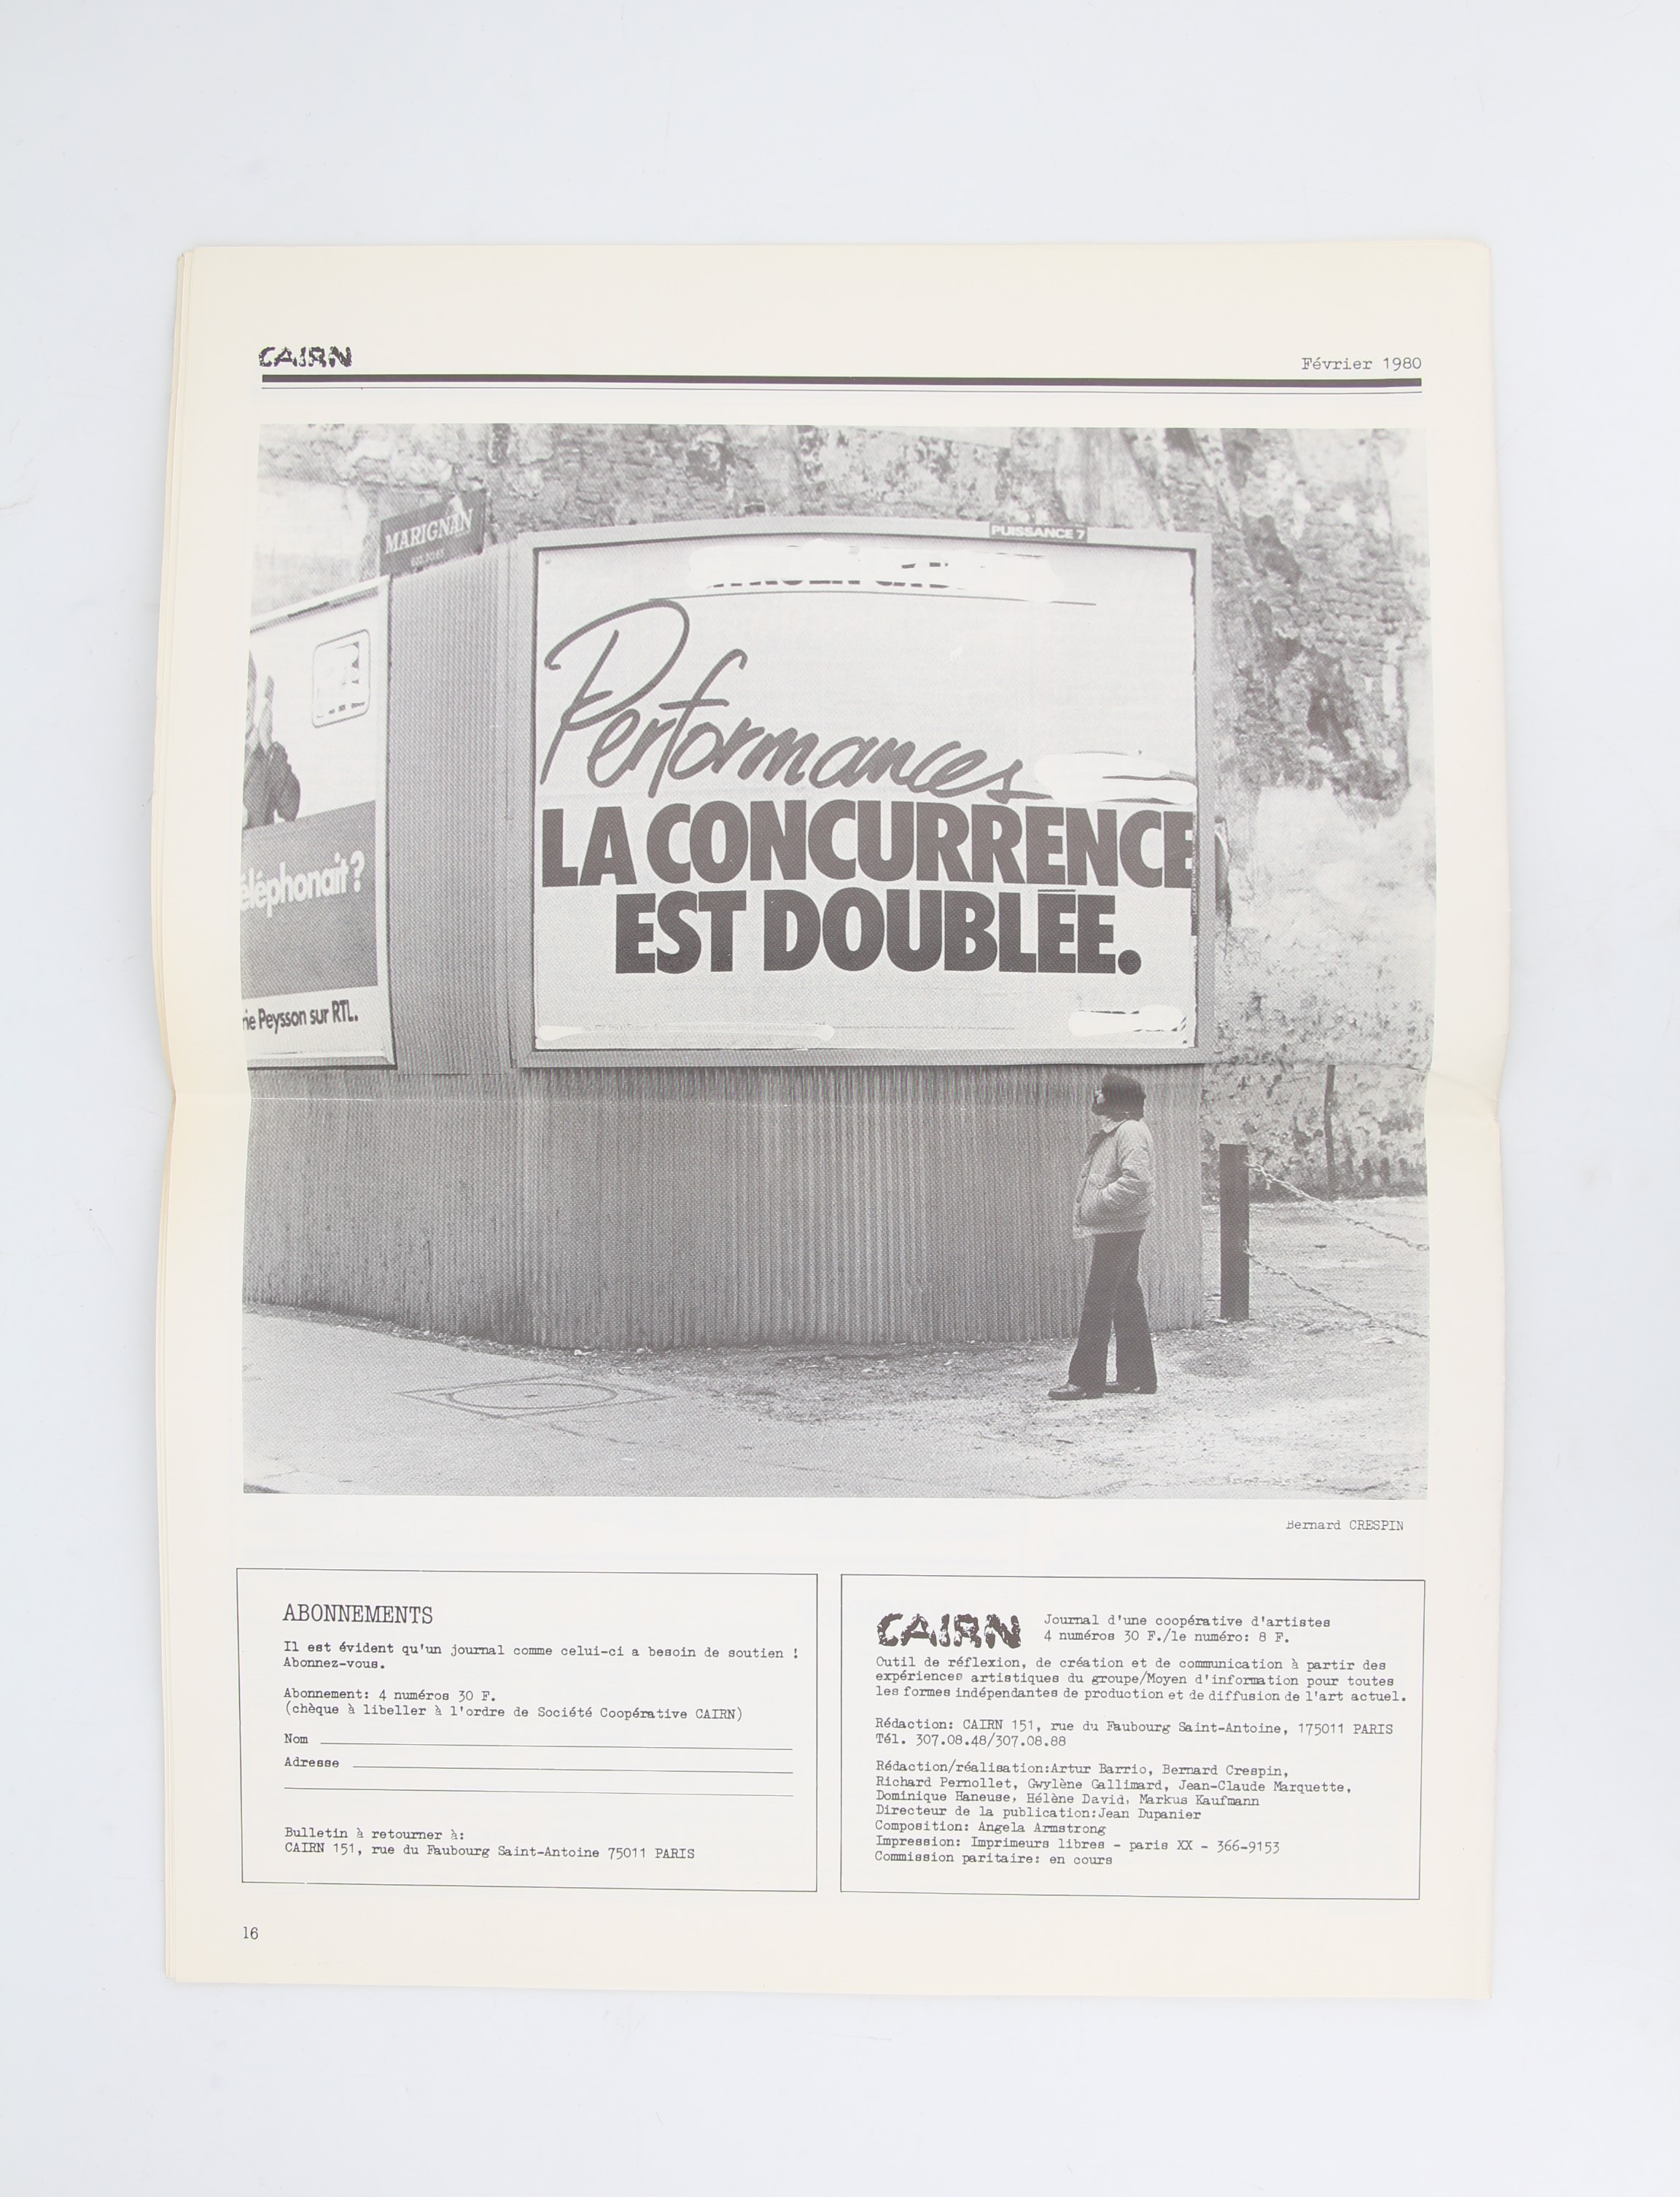 CAIRN
Février 1980
MARIGNAN
PUISSANCE 7
Performances
LA CONCURRENCE
EST DOUBLÉE.
éléphonait?
rie Peysson sur RTL.
Bernard CRESPIN
ABONNEMENTS
Il est évident qu'un journal comme celui-ci a besoin de soutien !
Abonnez-vous.
Abonnement: 4 numéros 30 F.
(chèque à libeller à l'ordre de Société Coopérative CAIRN)
Nom
Adresse
Bulletin à retourner à:
CAIRN 151, rue du Faubourg Saint-Antoine 75011 PARIS
CAIRN
Journal d'une coopérative d'artistes
4 numéros 30 F./le numéro: 8 F.
Outil de réflexion, de création et de communication à partir des
expériences artistiques du groupe/Moyen d'information pour toutes
les formes indépendantes de production et de diffusion de l'art actuel.
Rédaction: CAIRN 151, rue du Faubourg Saint-Antoine, 175011 PARIS
Tél. 307.08.48/307.08.88
Rédaction/réalisation:Artur Barrio, Bernard Crespin,
Richard Pernollet, Gwylène Gallimard, Jean-Claude Marquette,
Dominique Haneuse, Hélène David, Markus Kaufmann
Directeur de la publication:Jean Dupanier
Composition: Angela Armstrong
Impression: Imprimeurs libres - paris XX - 366-9153
Commission paritaire: en cours
16